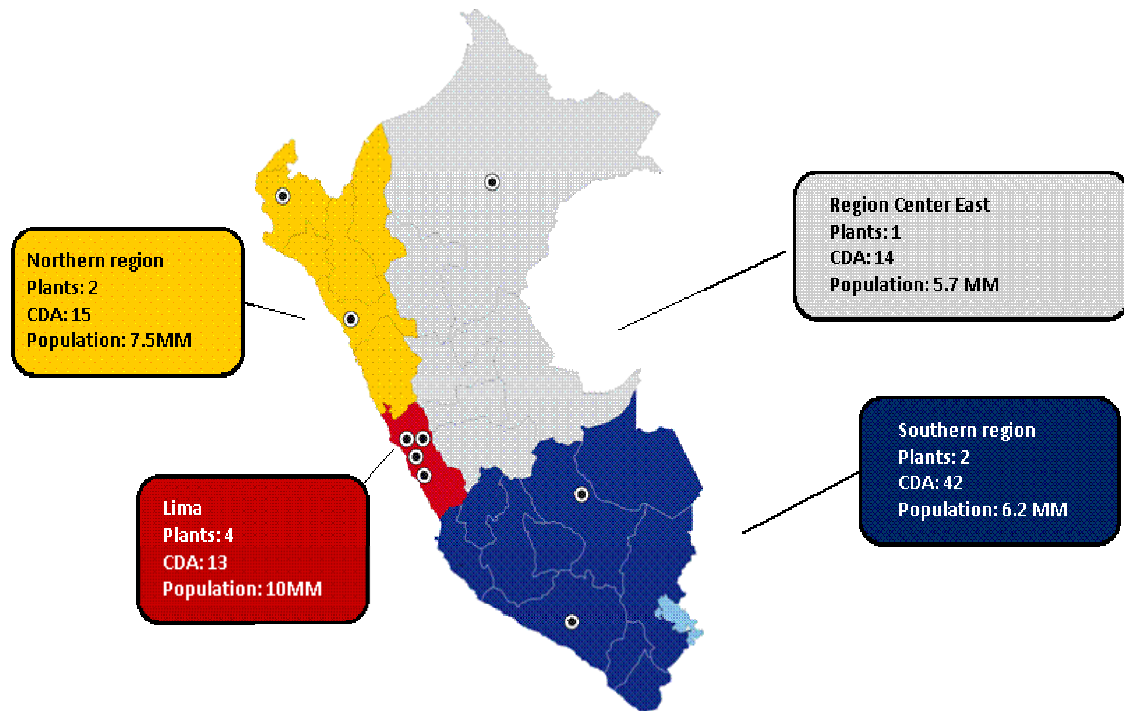 Region Center East
Plants: 1
CDA: 14
Population: 5.7 MM
Northern region
Plants: 2
CDA: 15
Population: 7.5MM
Southern region
Plants: 2
CDA: 42
Population: 6.2 MM
Lima
Plants: 4
CDA: 13
Population: 10MM